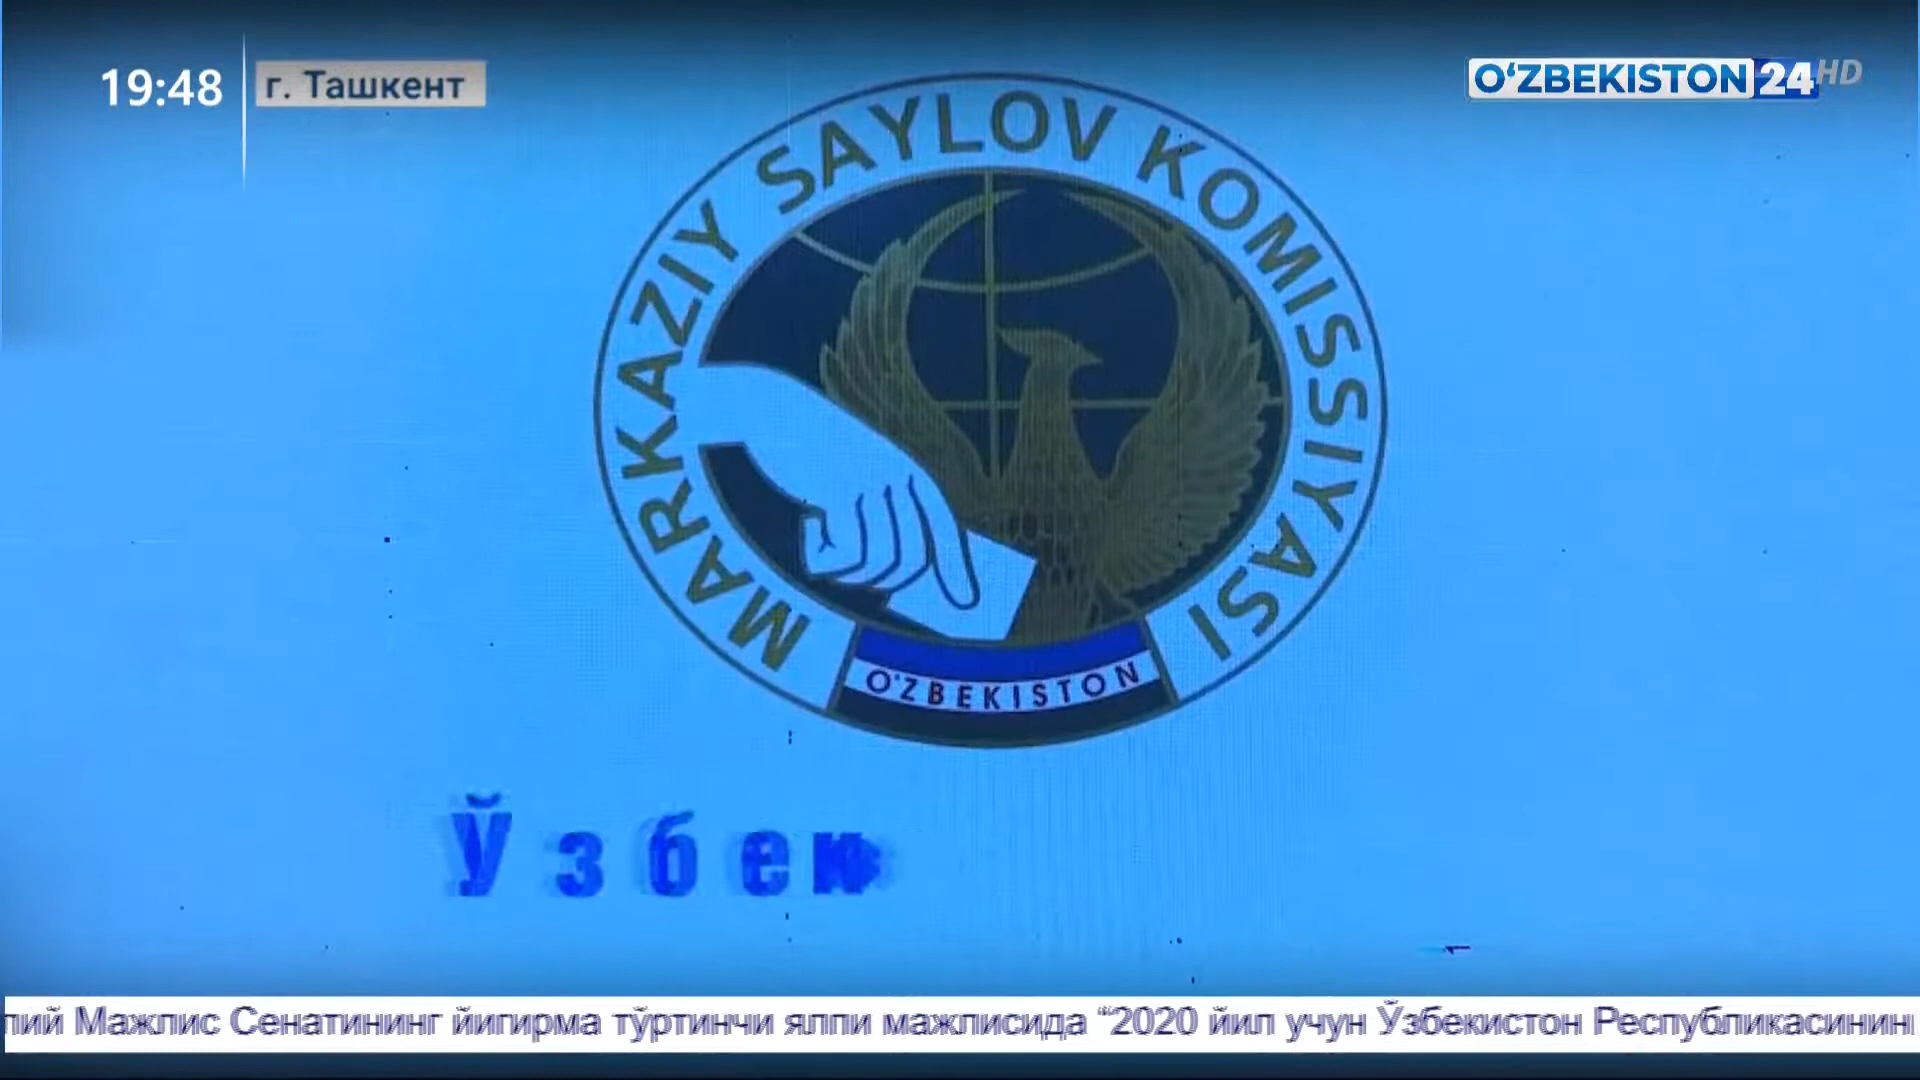 19:48
г. Ташкент
O‘ZBEKISTON 24 HD
MARKAZIY SAYLOV KOMISSIYASI
O'ZBEKISTON
Ўзбек
Мажлис Сенатининг йигирма тўртинчи ялпи мажлисида “2020 йил учун Ўзбекистон Республикасининг